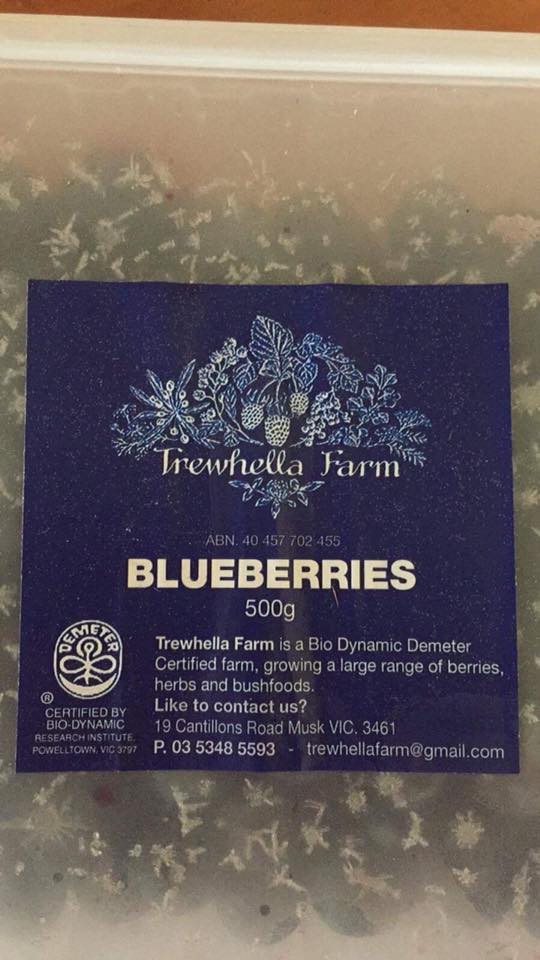 Trewhella Farm
ABN. 40 457 702 455
BLUEBERRIES
500g
DEMETER
®
CERTIFIED BY
BIO-DYNAMIC
RESEARCH INSTITUTE.
POWELLTOWN, VIC 3797
Trewhella Farm is a Bio Dynamic Demeter
Certified farm, growing a large range of berries,
herbs and bushfoods.
Like to contact us?
19 Cantillons Road Musk VIC. 3461
P. 03 5348 5593 - trewhellafarm@gmail.com